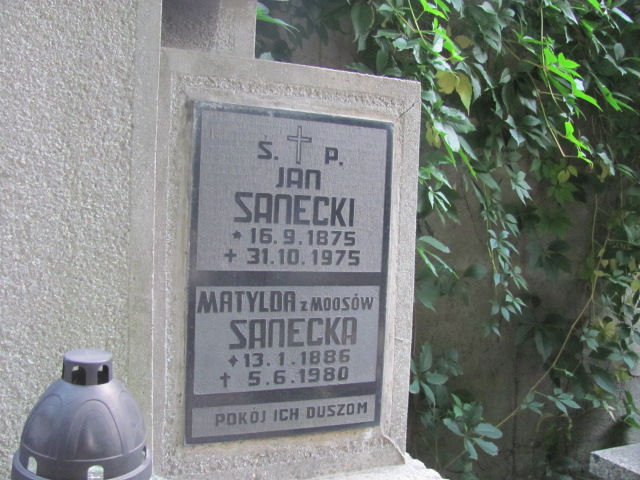 Ś. P.
JAN
SANECKI
* 16.9.1875
+ 31.10.1975
MATYLDA z MOOSÓW
SANECKA
* 13.1.1886
+ 5.6.1980
POKÓJ ICH DUSZOM